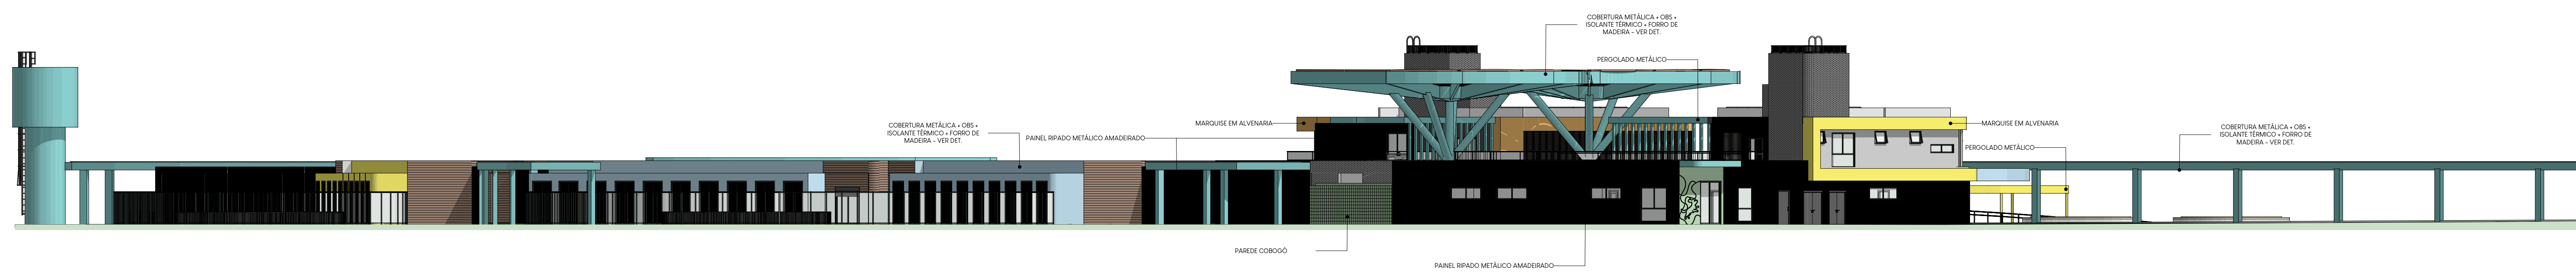 COBERTURA METÁLICA + OBS +
ISOLANTE TÉRMICO + FORRO DE
MADEIRA - VER DET.
PERGOLADO METÁLICO
COBERTURA METÁLICA + OBS +
ISOLANTE TÉRMICO + FORRO DE
MADEIRA - VER DET.
PAINEL RIPADO METÁLICO AMADEIRADO
MARQUISE EM ALVENARIA
MARQUISE EM ALVENARIA
PERGOLADO METÁLICO
COBERTURA METÁLICA + OBS +
ISOLANTE TÉRMICO + FORRO DE
MADEIRA - VER DET.
PAREDE COBOGÓ
PAINEL RIPADO METÁLICO AMADEIRADO